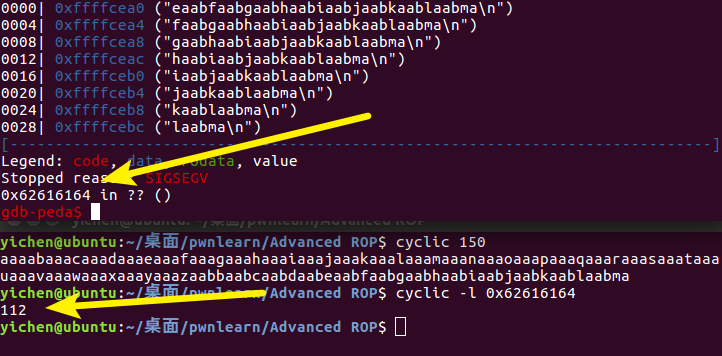 0000| 0xffffcea0 ("eaabfaabgaabhaabiaabjaabkaablaabma\n")
0004| 0xffffcea4 ("faabgaabhaabiaabjaabkaablaabma\n")
0008| 0xffffcea8 ("gaabhaabiaabjaabkaablaabma\n")
0012| 0xffffceac ("haabiaabjaabkaablaabma\n")
0016| 0xffffceb0 ("iaabjaabkaablaabma\n")
0020| 0xffffceb4 ("jaabkaablaabma\n")
0024| 0xffffceb8 ("kaablaabma\n")
0028| 0xffffcebc ("laabma\n")
[------------------------------------------------------------------------------]
Legend: code, data, rodata, value
Stopped reas SIGSEGV
0x62616164 in ?? ()
gdb-peda$
yichen@ubuntu:~/桌面/pwnlearn/Advanced ROP$ cyclic 150
aaaabaaacaaadaaaeaaafaaagaaahaaaiaaajaaakaaalaaamaaanaaaoaaapaaaqaaaraaasaaataaa
uaaavaaawaaaxaaayaaazaabbaabcaabdaabeaabfaabgaabhaabiaabjaabkaablaabma
yichen@ubuntu:~/桌面/pwnlearn/Advanced ROP$ cyclic -l 0x62616164
112
yichen@ubuntu:~/桌面/pwnlearn/Advanced ROP$